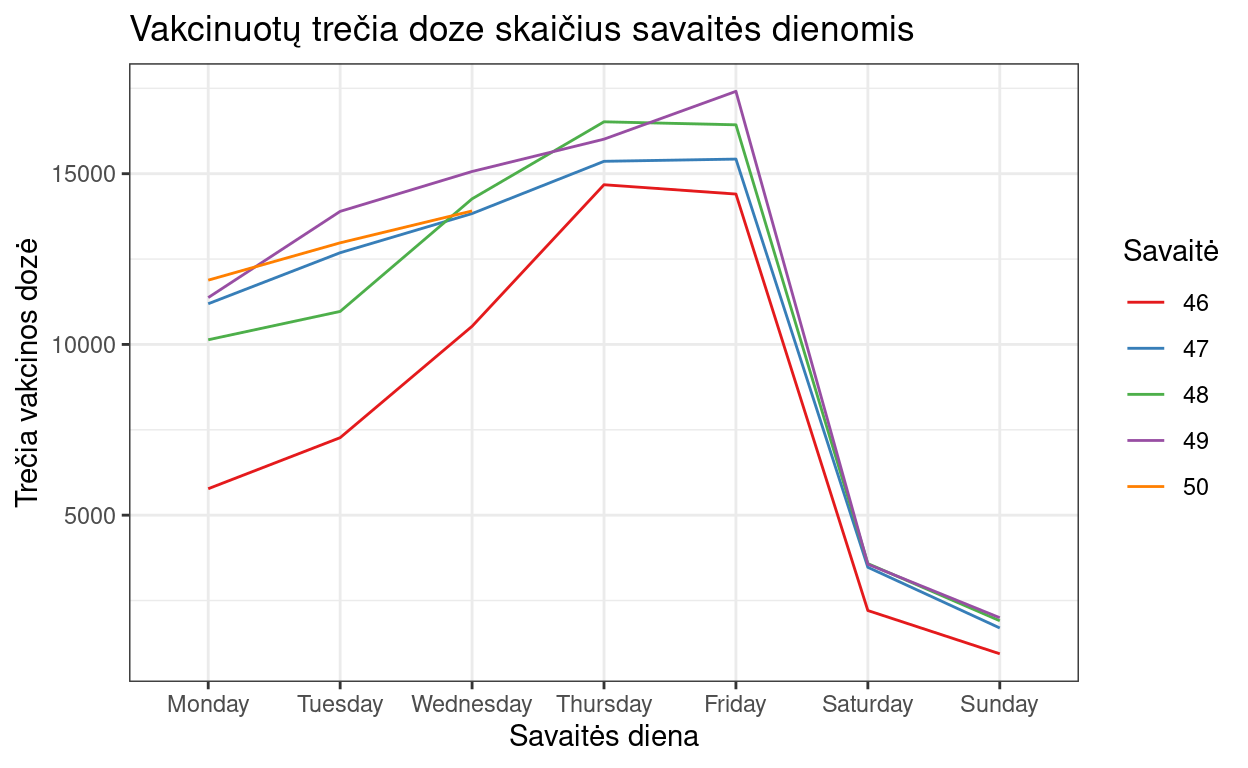 Vakcinuotų trečia doze skaičius savaitės dienomis
Trečia vakcinos dozė
15000
10000
5000
Monday Tuesday Wednesday Thursday Friday Saturday Sunday
Savaitės diena
Savaitė
46
47
48
49
50